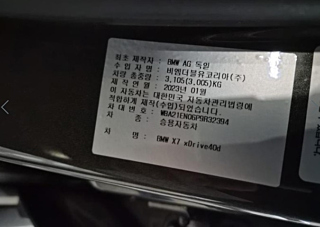 최초 제작자 : BMW AG 독일
수 입 자 명 : 비엠더블유코리아(주)
차량 총중량 : 3,105(3,005)KG
제 작 연 월 : 2023년 01월
이 자동차는 대한민국 자동차관리법령에
적합하게 제작(수입)되었습니다.
차 대 번 호 : WBA21EN06P9R32394
차 종 : 승용자동차
차 명 : BMW X7 xDrive40d